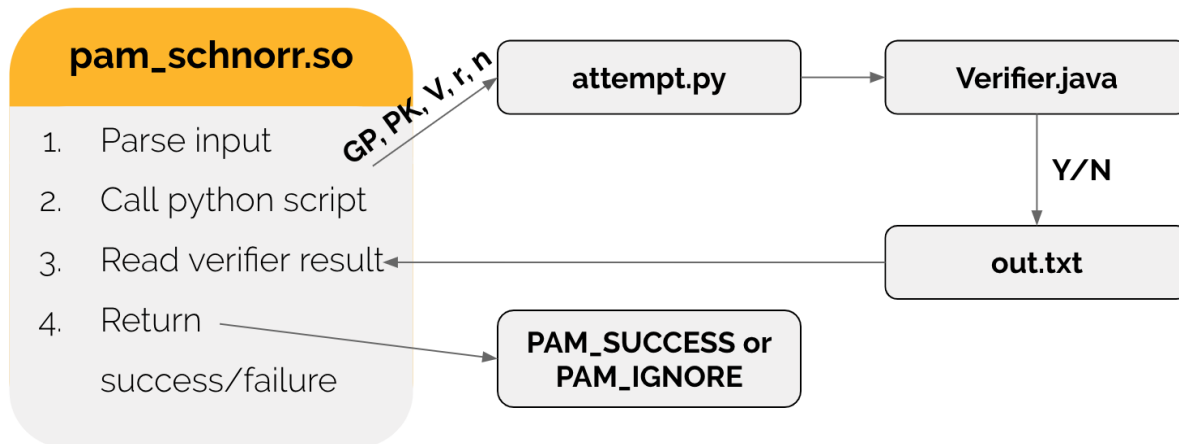 pam_schnorr.so
1. Parse input
2. Call python script
3. Read verifier result
4. Return
success/failure
GP, PK, V, r, n
attempt.py
Verifier.java
Y/N
out.txt
PAM_SUCCESS or
PAM_IGNORE